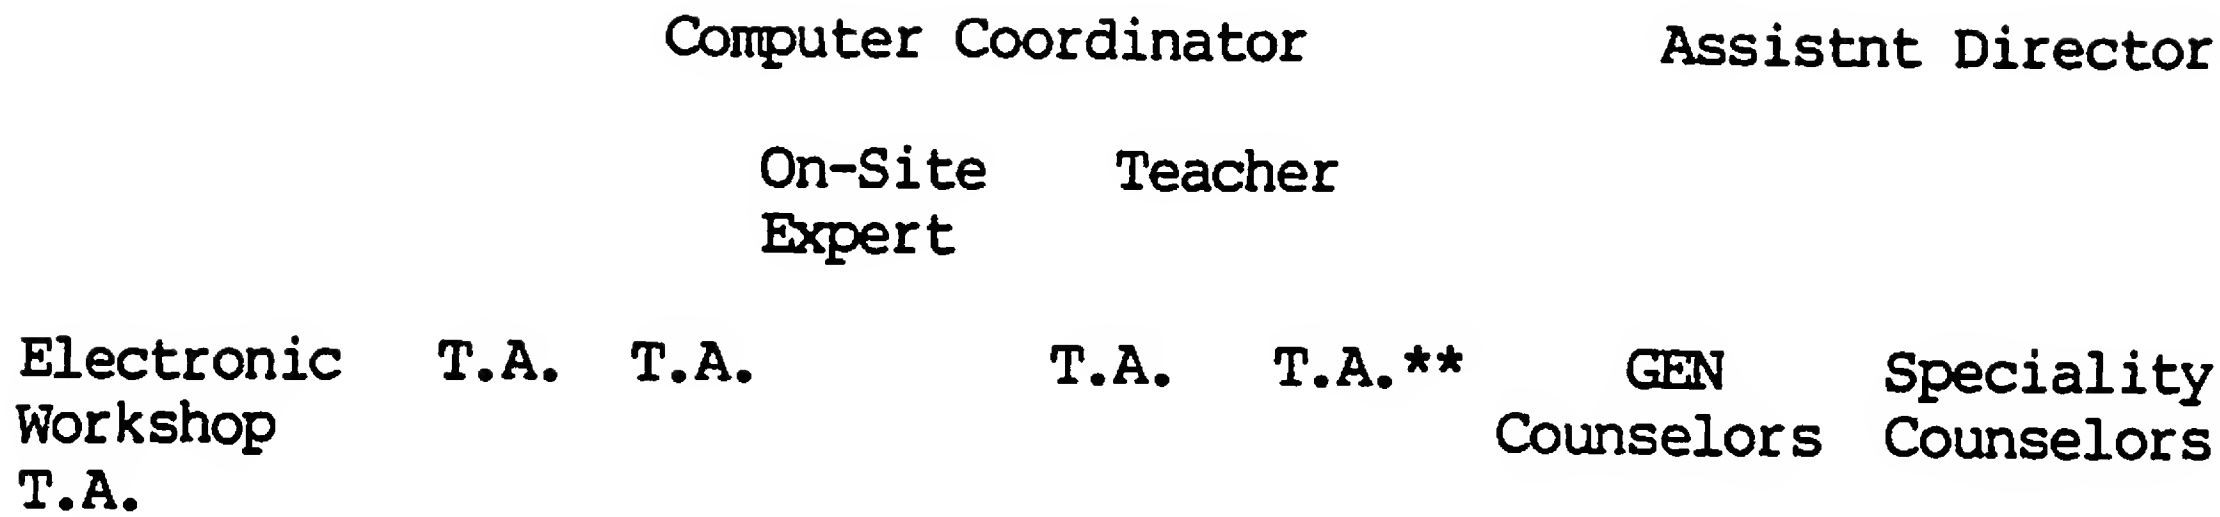 Computer Coordinator Assistnt Director
On-Site Teacher
Expert
Electronic T.A. T.A. T.A. T.A.** GEN Speciality
Workshop Counselors Counselors
T.A.